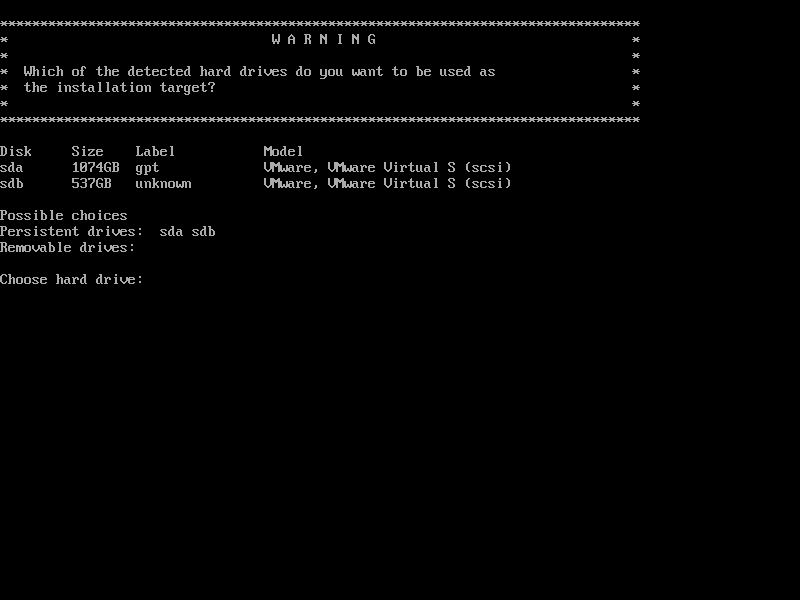 ********************************************************************************
*                                 W A R N I N G                                *
*                                                                              *
*  Which of the detected hard drives do you want to be used as                 *
*  the installation target?                                                    *
*                                                                              *
********************************************************************************
Disk     Size    Label           Model
sda      1074GB  gpt             VMware, VMware Virtual S (scsi)
sdb      537GB   unknown         VMware, VMware Virtual S (scsi)
Possible choices
Persistent drives:  sda sdb
Removable drives:
Choose hard drive: